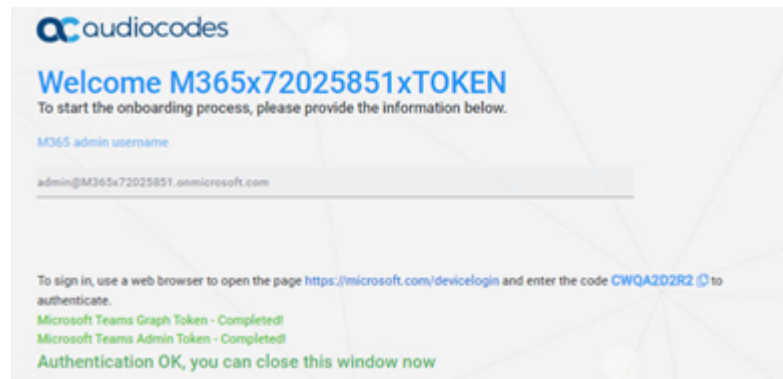 audiocodes
Welcome M365x72025851xTOKEN
To start the onboarding process, please provide the information below.
M365 admin username
admin@M365x72025851.onmicrosoft.com
To sign in, use a web browser to open the page https://microsoft.com/devicelogin and enter the code CWQA2D2R2 to
authenticate.
Microsoft Teams Graph Token - Completed!
Microsoft Teams Admin Token - Completed!
Authentication OK, you can close this window now